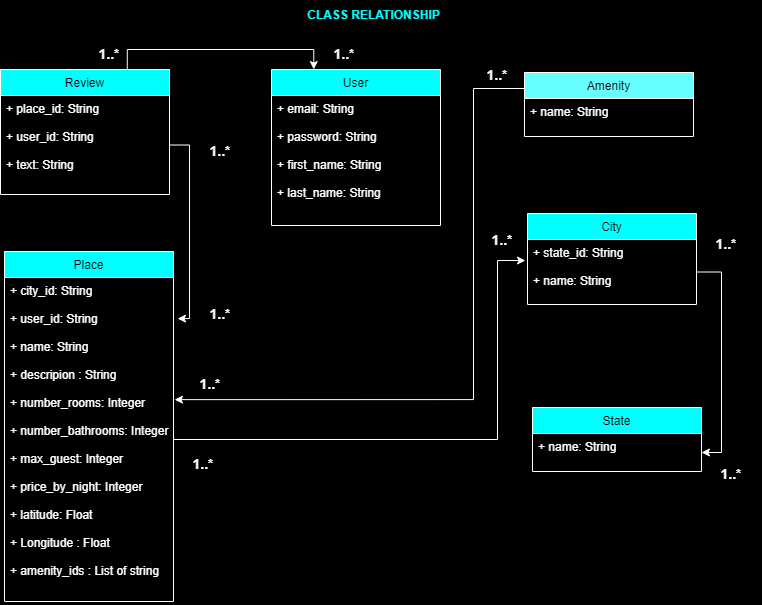 CLASS RELATIONSHIP
1..*
1..*
Review
+ place_id: String
+ user_id: String
+ text: String
1..*
User
+ email: String
+ password: String
+ first_name: String
+ last_name: String
1..*
Amenity
+ name: String
1..*
City
+ state_id: String
+ name: String
1..*
Place
+ city_id: String
+ user_id: String
+ name: String
+ descripion : String
+ number_rooms: Integer
+ number_bathrooms: Integer
+ max_guest: Integer
+ price_by_night: Integer
+ latitude: Float
+ Longitude : Float
+ amenity_ids : List of string
1..*
1..*
1..*
State
+ name: String
1..*